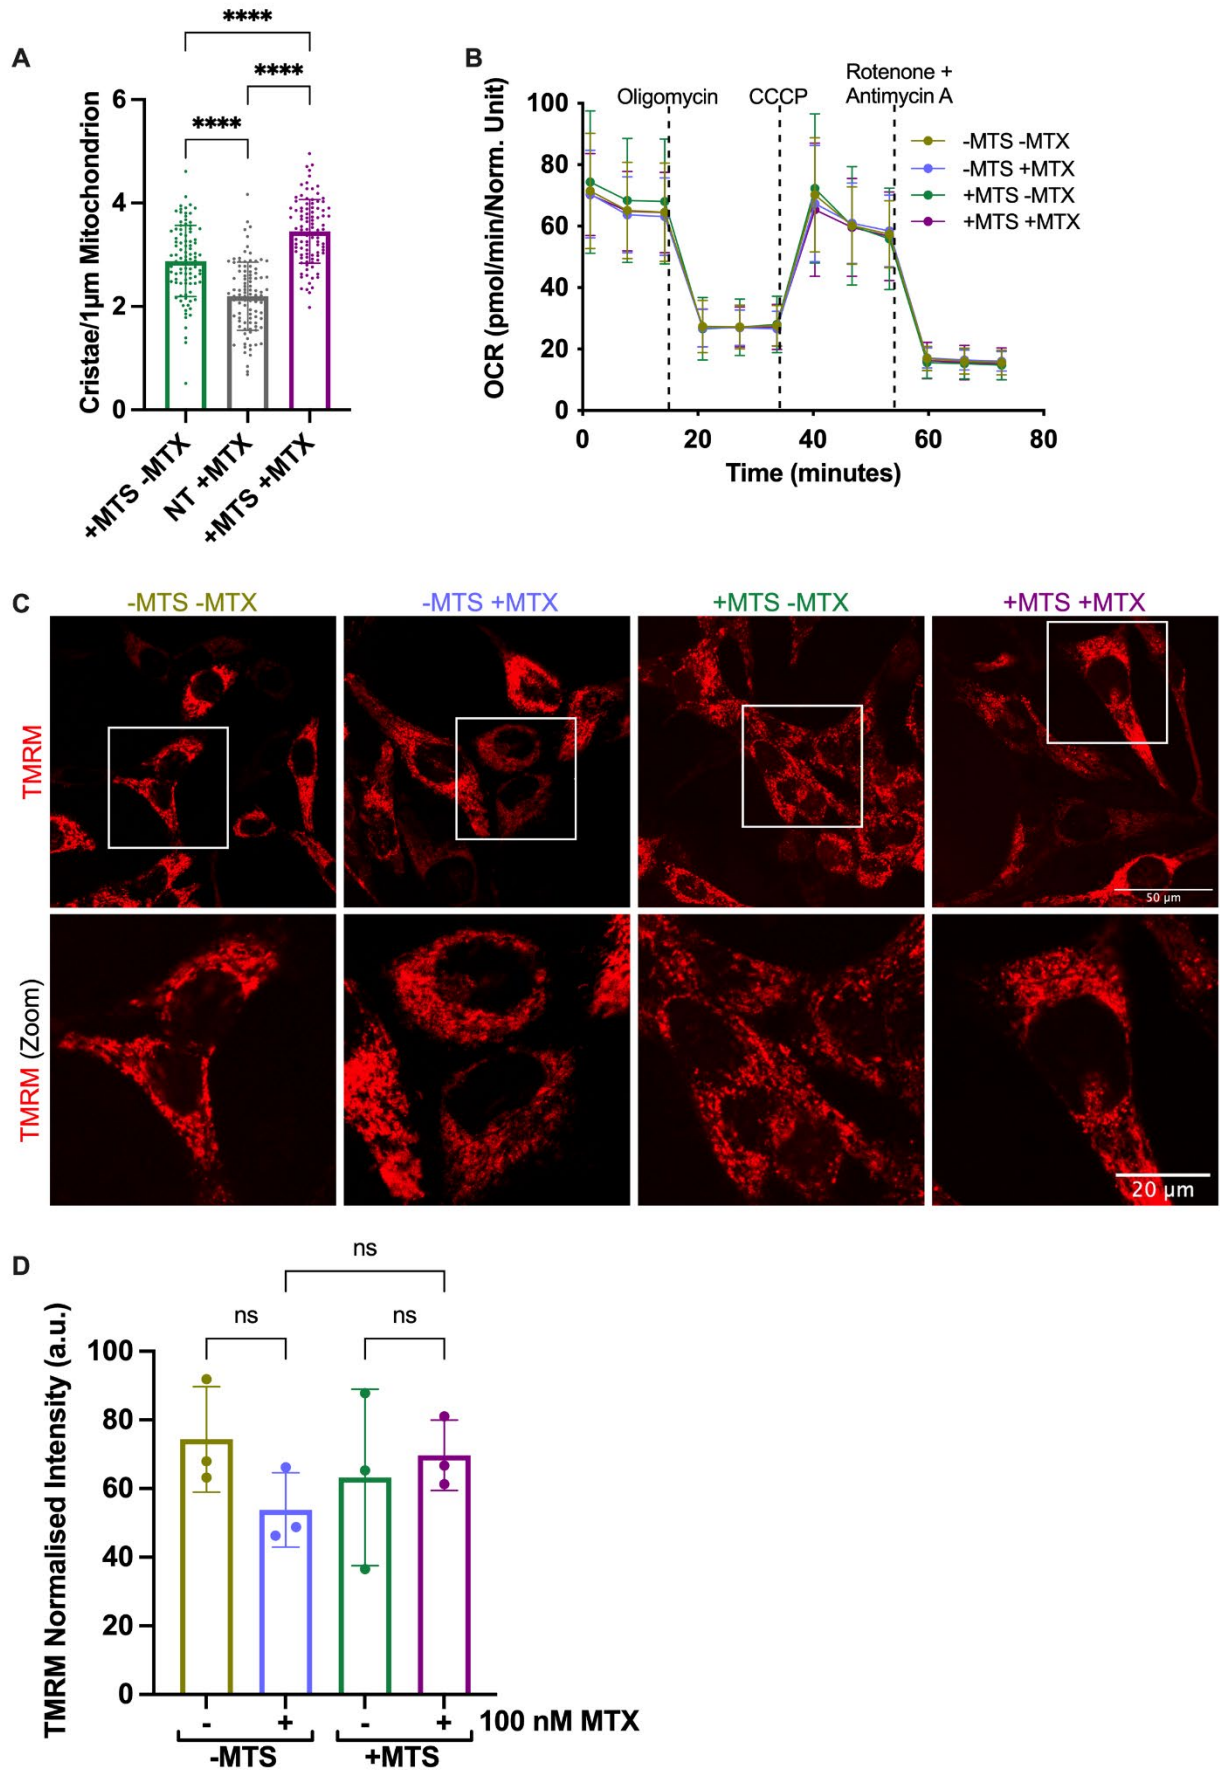 A
****
****
****
Cristae/1μm Mitochondrion
6
4
2
0
+MTS -MTX
NT +MTX
+MTS +MTX
B
Oligomycin
CCCP
Rotenone +
Antimycin A
OCR (pmol/min/Norm. Unit)
100
80
60
40
20
0
0
20
40
60
80
Time (minutes)
-MTS -MTX
-MTS +MTX
+MTS -MTX
+MTS +MTX
C
-MTS -MTX
-MTS +MTX
+MTS -MTX
+MTS +MTX
TMRM
50 μm
TMRM (Zoom)
20 μm
D
ns
ns
ns
TMRM Normalised Intensity (a.u.)
100
80
60
40
20
0
- + - + 100 nM MTX
-MTS
+MTS